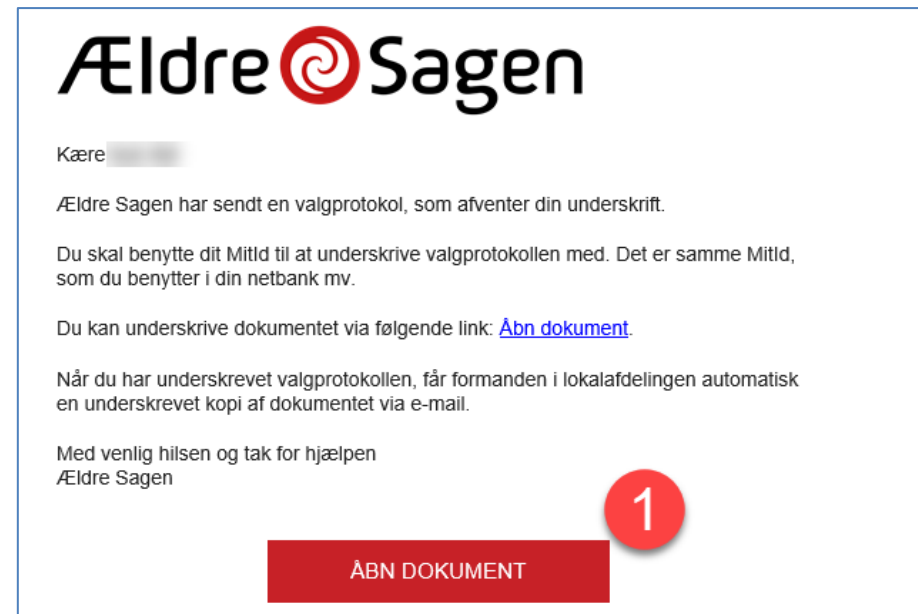 Ældre Sagen
Kære
Ældre Sagen har sendt en valgprotokol, som afventer din underskrift.
Du skal benytte dit MitId til at underskrive valgprotokollen med. Det er samme MitId,
som du benytter i din netbank mv.
Du kan underskrive dokumentet via følgende link: Åbn dokument.
Når du har underskrevet valgprotokollen, får formanden i lokalafdelingen automatisk
en underskrevet kopi af dokumentet via e-mail.
Med venlig hilsen og tak for hjælpen
Ældre Sagen
1
ÅBN DOKUMENT